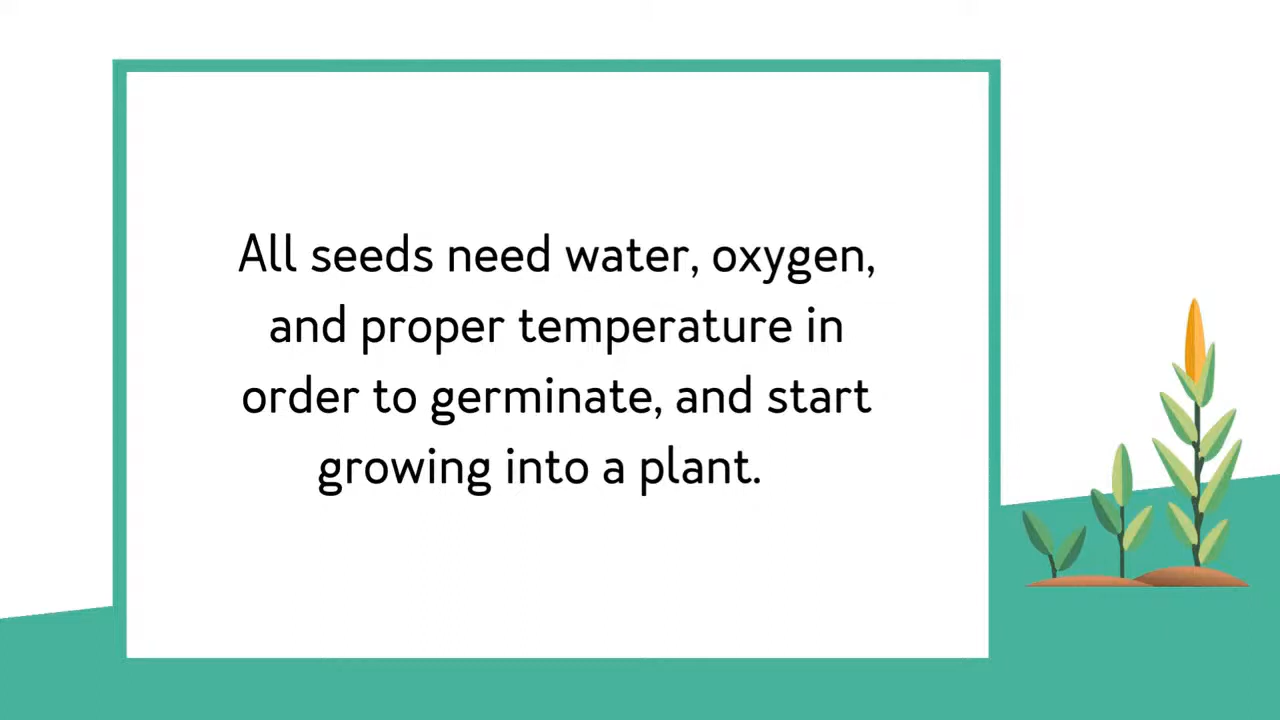 All seeds need water, oxygen,
and proper temperature in
order to germinate, and start
growing into a plant.